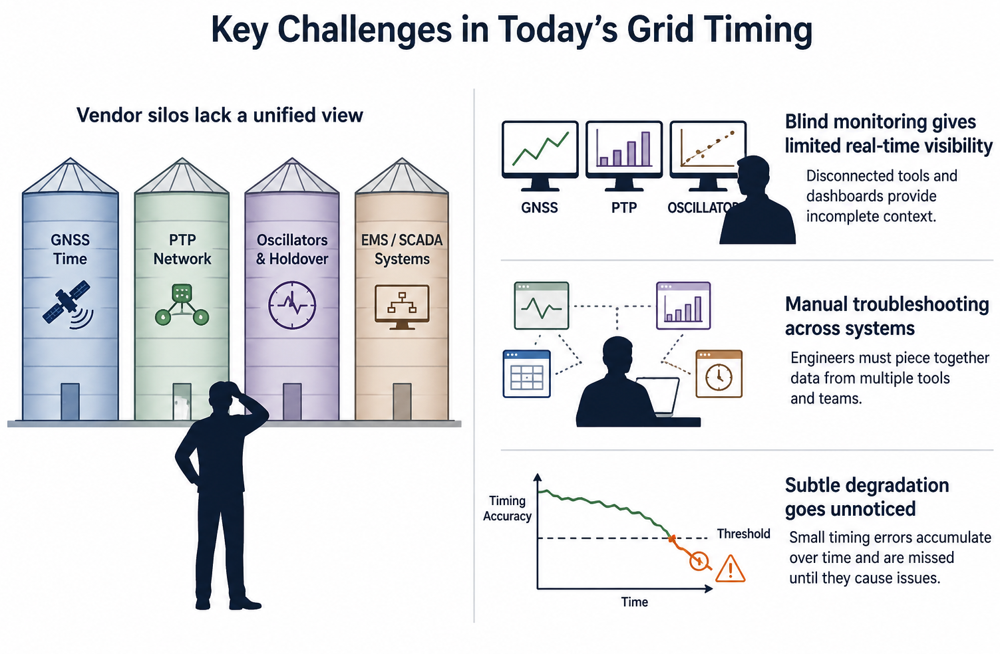 Key Challenges in Today's Grid Timing
Vendor silos lack a unified view
GNSS
Time
PTP
Network
Oscillators
& Holdover
EMS / SCADA
Systems
GNSS
PTP
OSCILLATOR
Blind monitoring gives
limited real-time visibility
Disconnected tools and
dashboards provide
incomplete context.
Manual troubleshooting
across systems
Engineers must piece together
data from multiple tools
and teams.
Timing
Accuracy
Threshold
Time
Subtle degradation
goes unnoticed
Small timing errors accumulate
over time and are missed
until they cause issues.